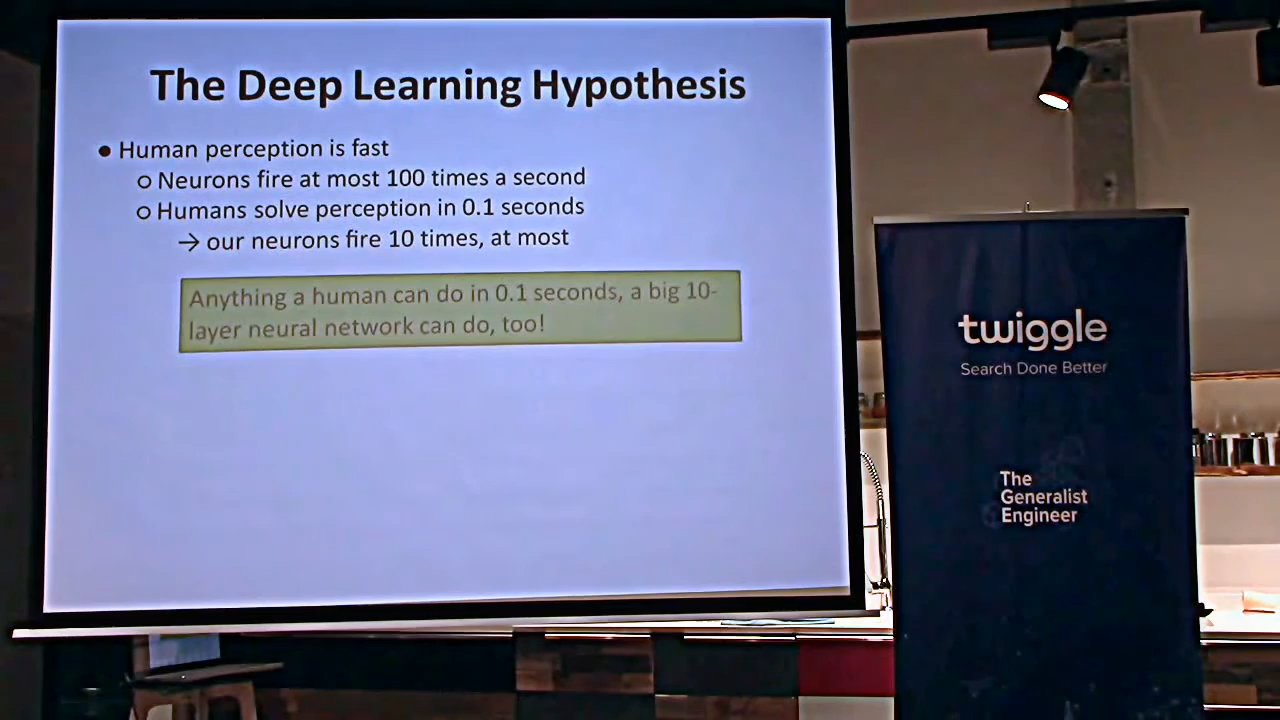 The Deep Learning Hypothesis
● Human perception is fast
○ Neurons fire at most 100 times a second
○ Humans solve perception in 0.1 seconds
→ our neurons fire 10 times, at most
Anything a human can do in 0.1 seconds, a big 10-
layer neural network can do, too!
twiggle
Search Done Better
The
Generalist
Engineer